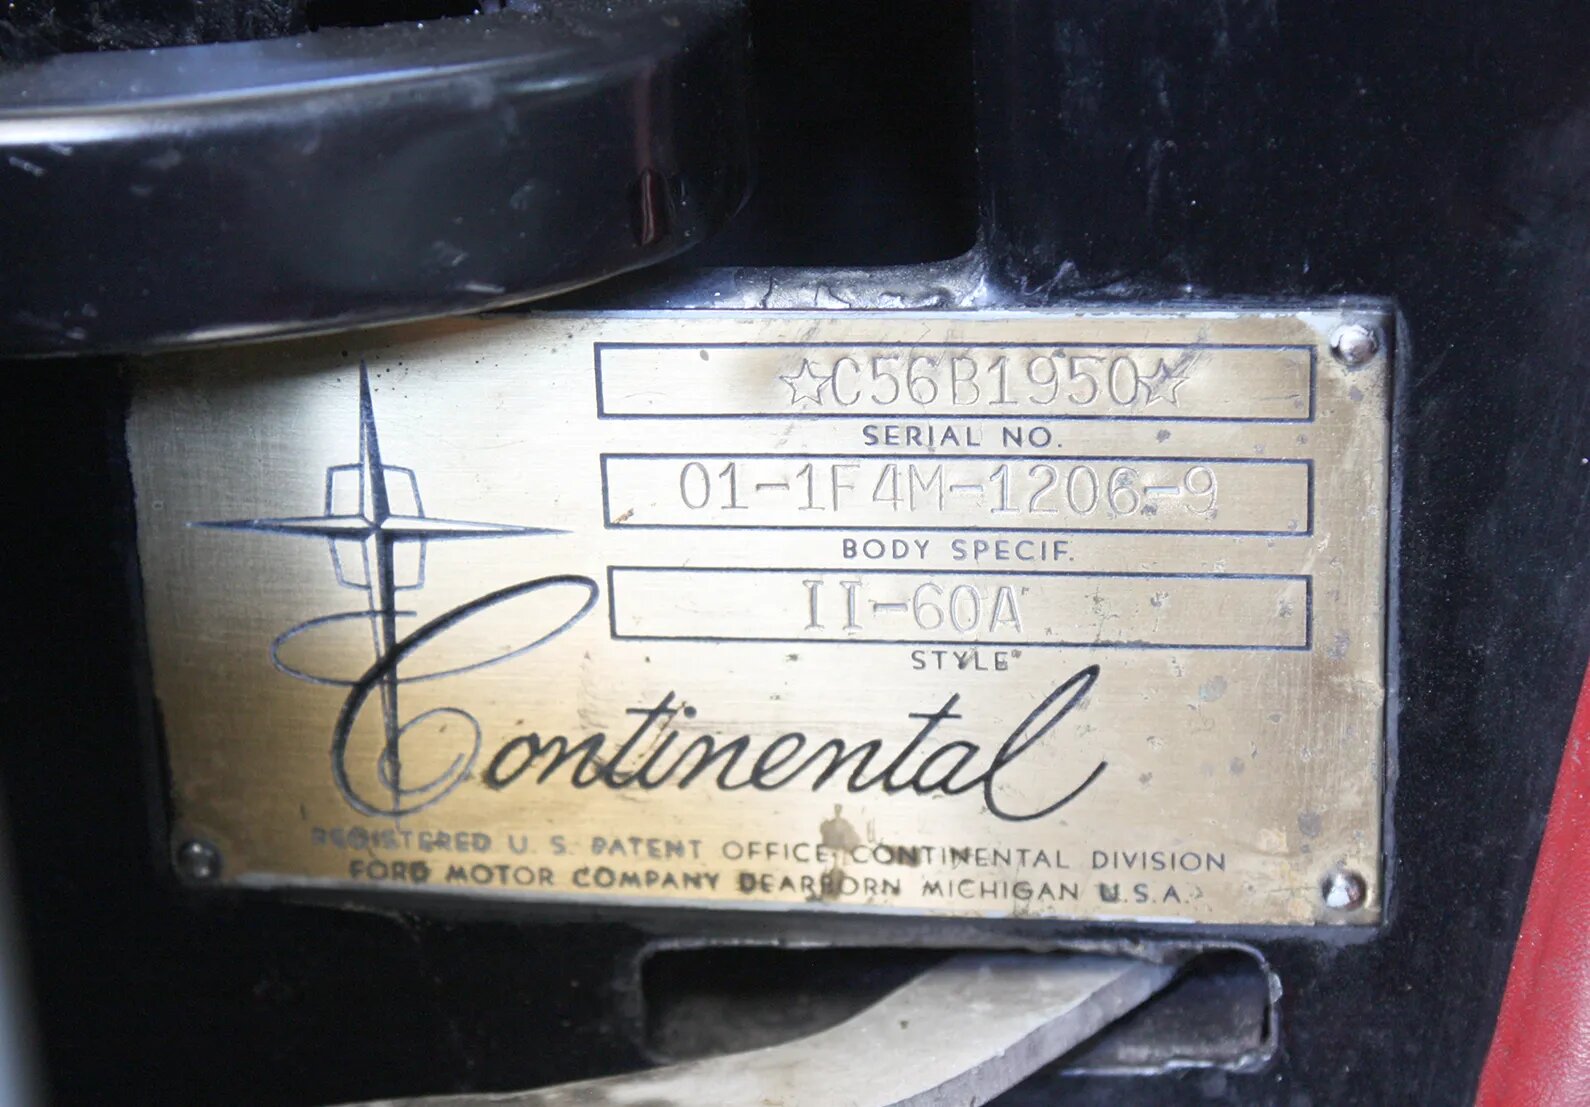 ☆C56B1950☆
SERIAL NO.
01-1F4M-1206-9
BODY SPECIF.
II-60A
STYLE
Continental
REGISTERED U. S. PATENT OFFICE CONTINENTAL DIVISION
FORD MOTOR COMPANY DEARBORN MICHIGAN U.S.A.